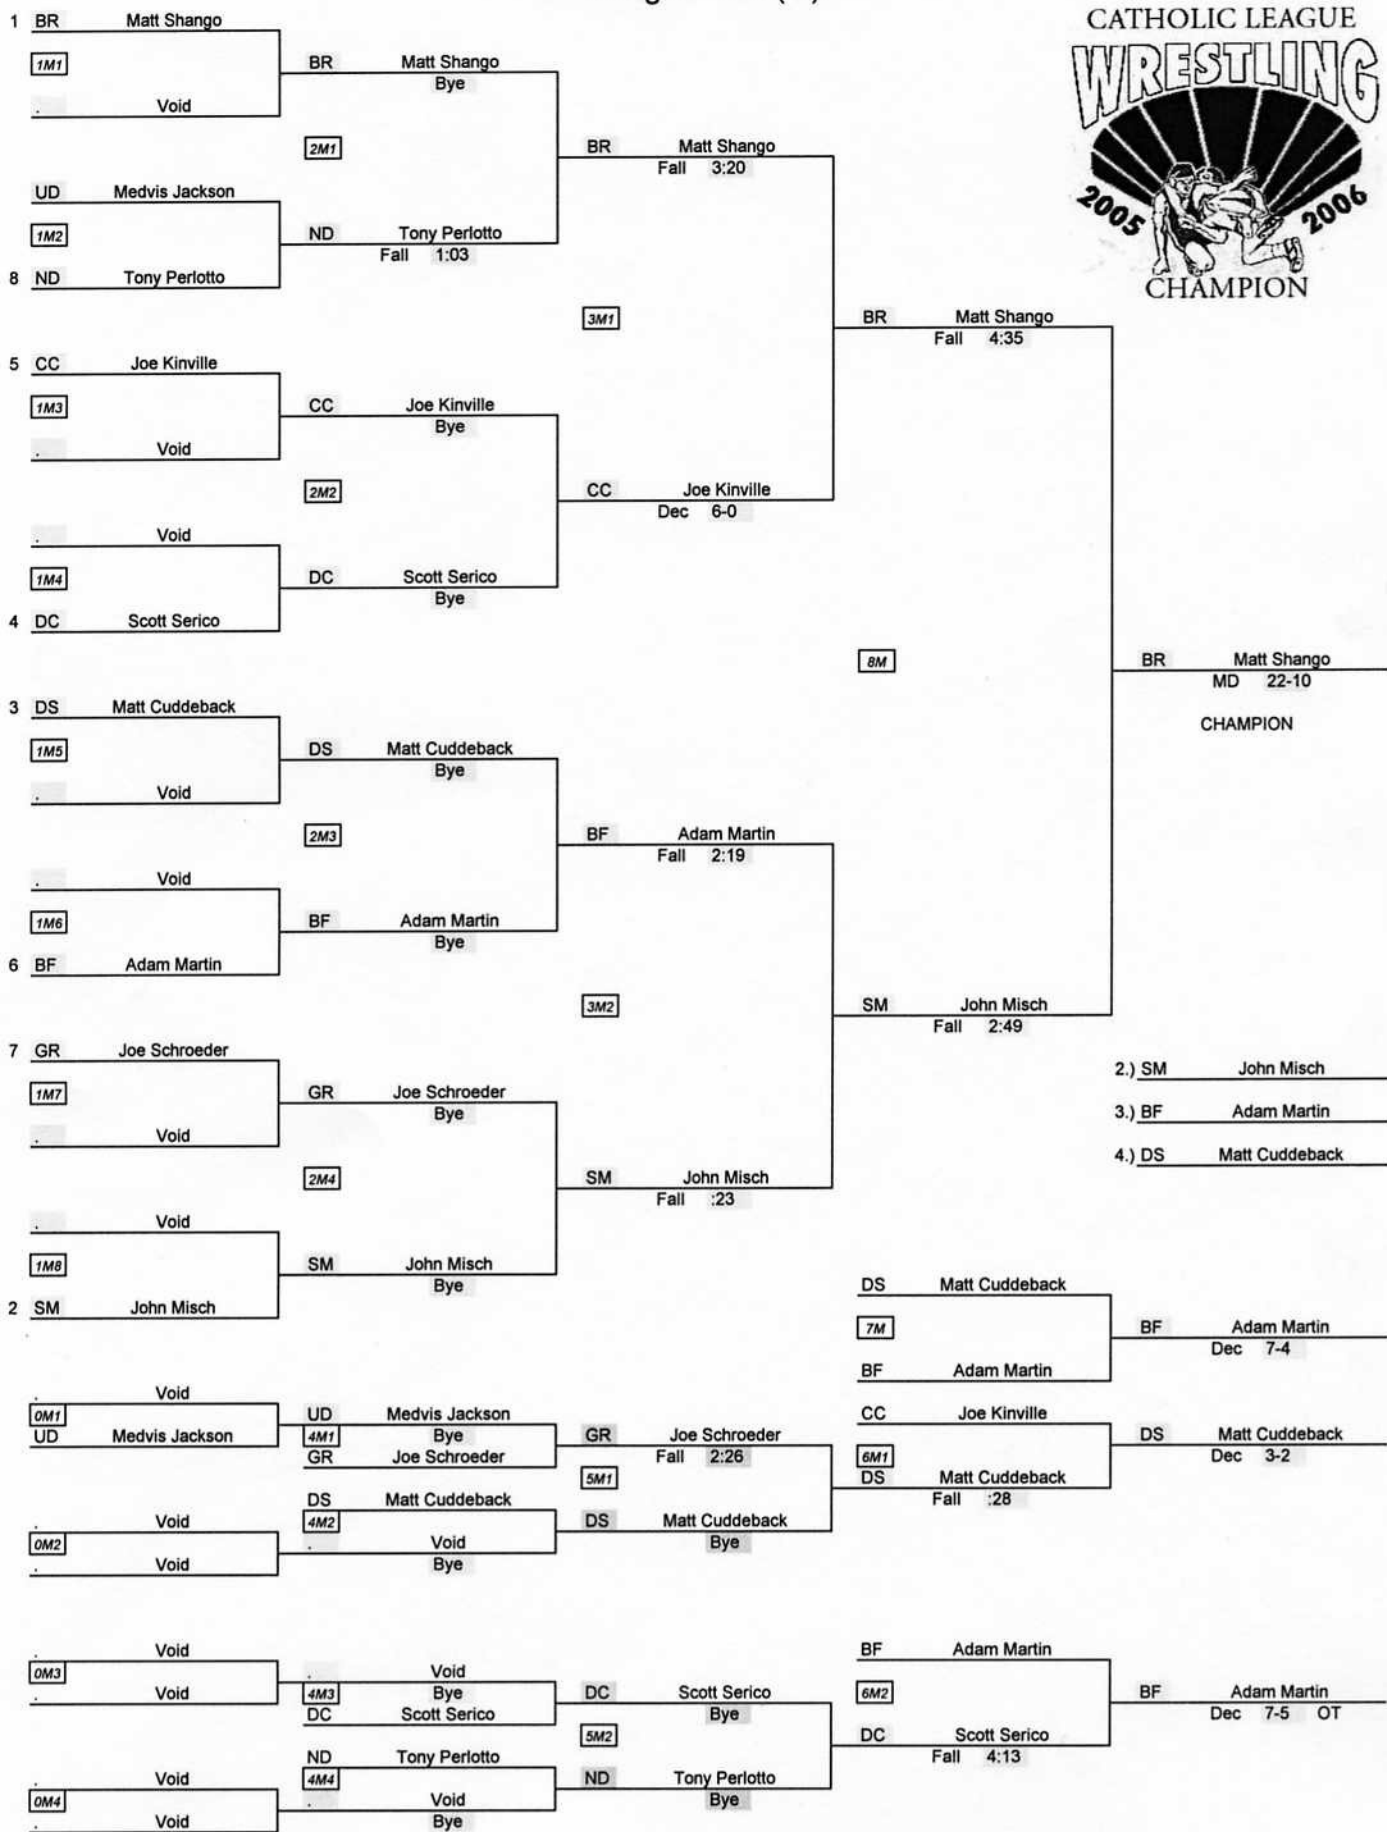 CATHOLIC LEAGUE
WRESTLING
2005 2006
CHAMPION
1 BR Matt Shango
1M1
. Void
BR Matt Shango
Bye
2M1
UD Medvis Jackson
1M2
8 ND Tony Perlotto
ND Tony Perlotto
Fall 1:03
BR Matt Shango
Fall 3:20
3M1
5 CC Joe Kinville
1M3
. Void
CC Joe Kinville
Bye
2M2
. Void
1M4
4 DC Scott Serico
DC Scott Serico
Bye
CC Joe Kinville
Dec 6-0
BR Matt Shango
Fall 4:35
8M
BR Matt Shango
MD 22-10
CHAMPION
3 DS Matt Cuddeback
1M5
. Void
DS Matt Cuddeback
Bye
2M3
. Void
1M6
6 BF Adam Martin
BF Adam Martin
Bye
BF Adam Martin
Fall 2:19
3M2
7 GR Joe Schroeder
1M7
. Void
GR Joe Schroeder
Bye
2M4
. Void
1M8
2 SM John Misch
SM John Misch
Bye
SM John Misch
Fall :23
SM John Misch
Fall 2:49
2.) SM John Misch
3.) BF Adam Martin
4.) DS Matt Cuddeback
DS Matt Cuddeback
7M
BF Adam Martin
BF Adam Martin
Dec 7-4
. Void
0M1
UD Medvis Jackson
UD Medvis Jackson
4M1 Bye
GR Joe Schroeder
GR Joe Schroeder
Fall 2:26
5M1
. Void
0M2
. Void
DS Matt Cuddeback
4M2
. Void
Bye
DS Matt Cuddeback
Bye
CC Joe Kinville
6M1
DS Matt Cuddeback
Fall :28
DS Matt Cuddeback
Dec 3-2
. Void
0M3
. Void
. Void
4M3 Bye
DC Scott Serico
DC Scott Serico
Bye
5M2
. Void
0M4
. Void
ND Tony Perlotto
4M4
. Void
Bye
ND Tony Perlotto
Bye
BF Adam Martin
6M2
DC Scott Serico
Fall 4:13
BF Adam Martin
Dec 7-5 OT